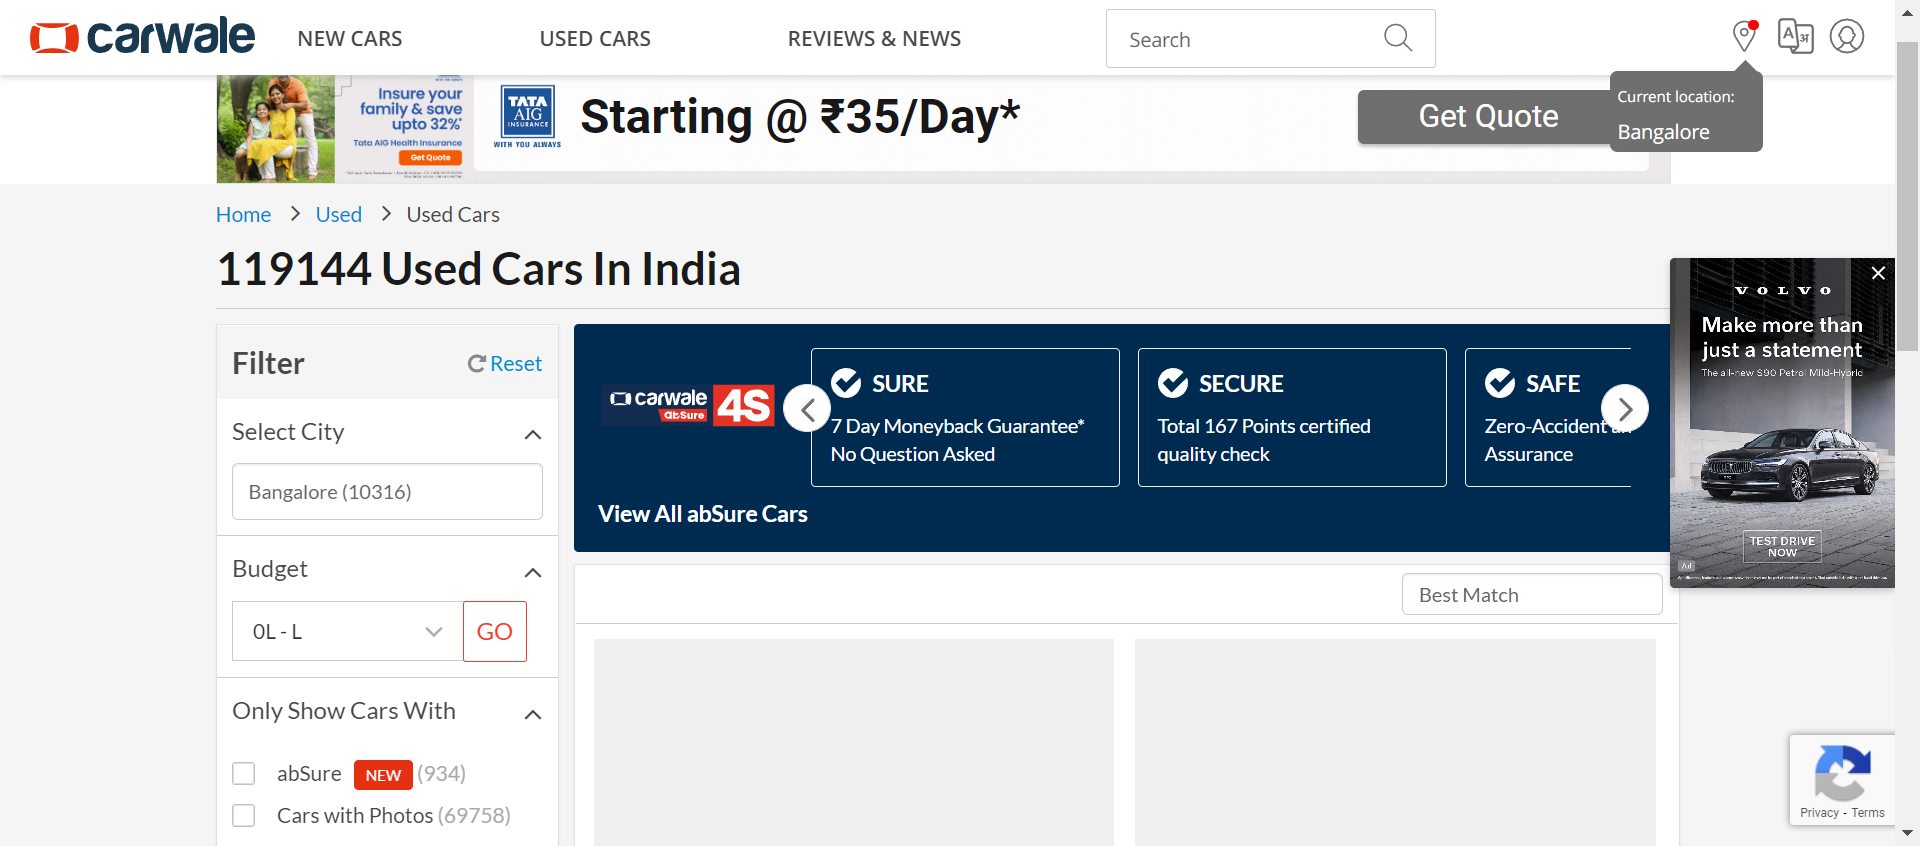 carwale
NEW CARS
USED CARS
REVIEWS & NEWS
Search
Current location:
Bangalore
Insure your
family & save
upto 32%*
Tata AIG Health Insurance
Get Quote
TATA
AIG
INSURANCE
WITH YOU ALWAYS
Starting @ ₹35/Day*
Get Quote
Home > Used > Used Cars
119144 Used Cars In India
Filter
Reset
Select City
Bangalore (10316)
Budget
0L - L
GO
Only Show Cars With
abSure NEW (934)
Cars with Photos (69758)
carwale
abSure
4S
SURE
7 Day Moneyback Guarantee*
No Question Asked
SECURE
Total 167 Points certified
quality check
SAFE
Zero-Accident
Assurance
View All abSure Cars
Best Match
VOLVO
Make more than
just a statement
The all-new S90 Petrol Mild-Hybrid
TEST DRIVE
NOW
Ad
Privacy - Terms